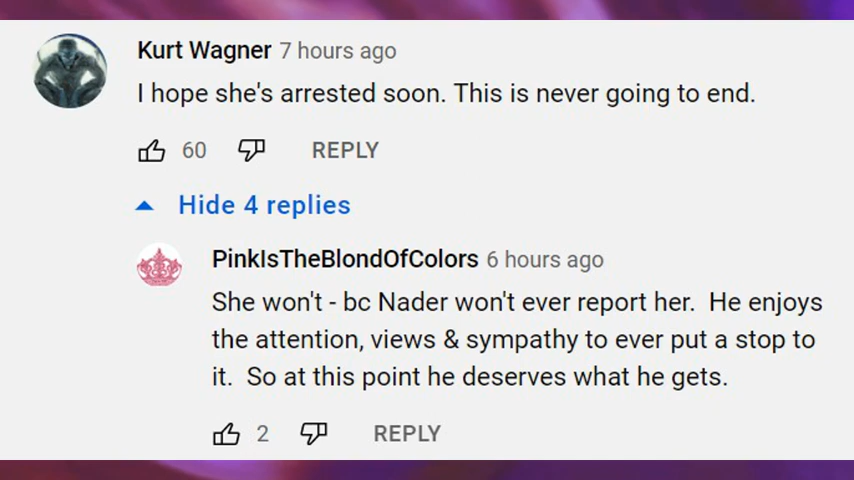 Kurt Wagner 7 hours ago
I hope she's arrested soon. This is never going to end.
60 REPLY
Hide 4 replies
PinkIsTheBlondOfColors 6 hours ago
She won't - bc Nader won't ever report her. He enjoys
the attention, views & sympathy to ever put a stop to
it. So at this point he deserves what he gets.
2 REPLY